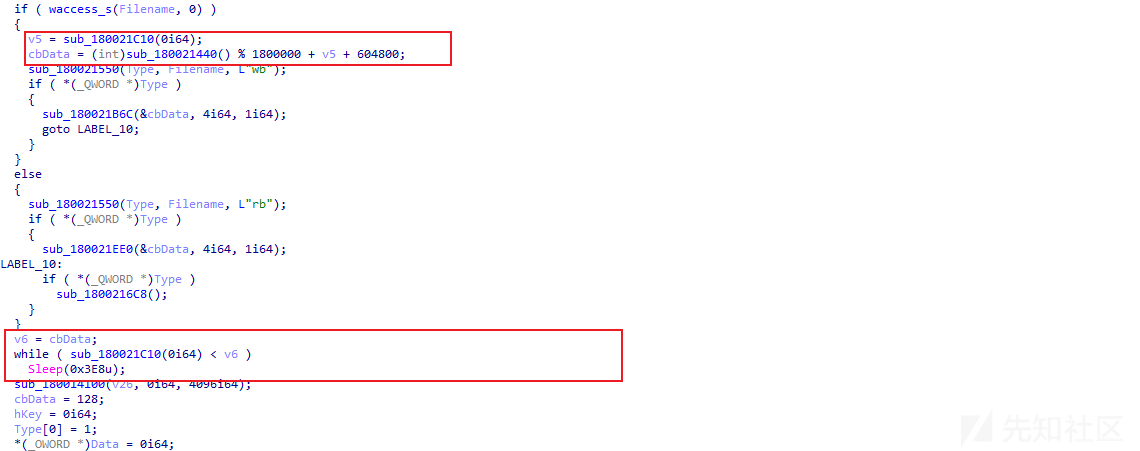 if ( waccess_s(Filename, 0) )
{
v5 = sub_180021C10(0i64);
cbData = (int)sub_180021440() % 1800000 + v5 + 604800;
sub_180021550(Type, Filename, L"wb");
if ( *(_QWORD *)Type )
{
sub_180021B6C(&cbData, 4i64, 1i64);
goto LABEL_10;
}
}
else
{
sub_180021550(Type, Filename, L"rb");
if ( *(_QWORD *)Type )
{
sub_180021EE0(&cbData, 4i64, 1i64);
LABEL_10:
if ( *(_QWORD *)Type )
sub_1800216C8();
}
}
v6 = cbData;
while ( sub_180021C10(0i64) < v6 )
Sleep(0x3E8u);
sub_180014100(v26, 0i64, 4096i64);
cbData = 128;
hKey = 0i64;
Type[0] = 1;
*(_OWORD *)Data = 0i64;
先知社区